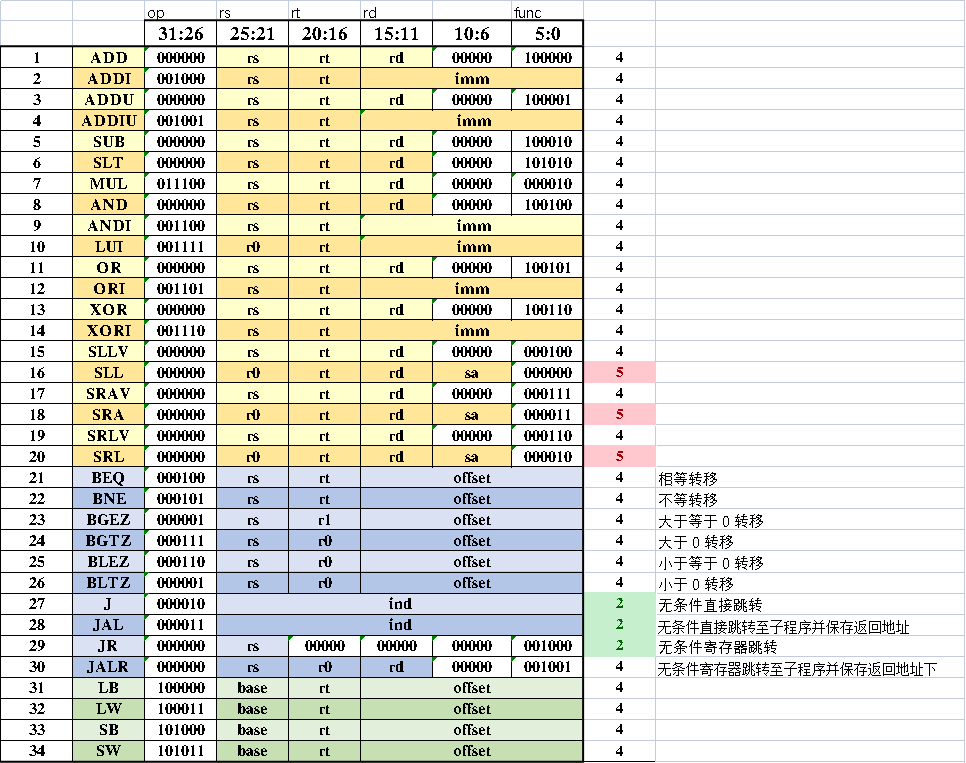 op rs rt rd func
31:26 25:21 20:16 15:11 10:6 5:0
1 ADD 000000 rs rt rd 00000 100000 4
2 ADDI 001000 rs rt imm 4
3 ADDU 000000 rs rt rd 00000 100001 4
4 ADDIU 001001 rs rt imm 4
5 SUB 000000 rs rt rd 00000 100010 4
6 SLT 000000 rs rt rd 00000 101010 4
7 MUL 011100 rs rt rd 00000 000010 4
8 AND 000000 rs rt rd 00000 100100 4
9 ANDI 001100 rs rt imm 4
10 LUI 001111 r0 rt imm 4
11 OR 000000 rs rt rd 00000 100101 4
12 ORI 001101 rs rt imm 4
13 XOR 000000 rs rt rd 00000 100110 4
14 XORI 001110 rs rt imm 4
15 SLLV 000000 rs rt rd 00000 000100 4
16 SLL 000000 r0 rt rd sa 000000 5
17 SRAV 000000 rs rt rd 00000 000111 4
18 SRA 000000 r0 rt rd sa 000011 5
19 SRLV 000000 rs rt rd 00000 000110 4
20 SRL 000000 r0 rt rd sa 000010 5
21 BEQ 000100 rs rt offset 4 相等转移
22 BNE 000101 rs rt offset 4 不等转移
23 BGEZ 000001 rs r1 offset 4 大于等于 0 转移
24 BGTZ 000111 rs r0 offset 4 大于 0 转移
25 BLEZ 000110 rs r0 offset 4 小于等于 0 转移
26 BLTZ 000001 rs r0 offset 4 小于 0 转移
27 J 000010 ind 2 无条件直接跳转
28 JAL 000011 ind 2 无条件直接跳转至子程序并保存返回地址
29 JR 000000 rs 00000 00000 00000 001000 2 无条件寄存器跳转
30 JALR 000000 rs r0 rd 00000 001001 4 无条件寄存器跳转至子程序并保存返回地址下
31 LB 100000 base rt offset 4
32 LW 100011 base rt offset 4
33 SB 101000 base rt offset 4
34 SW 101011 base rt offset 4